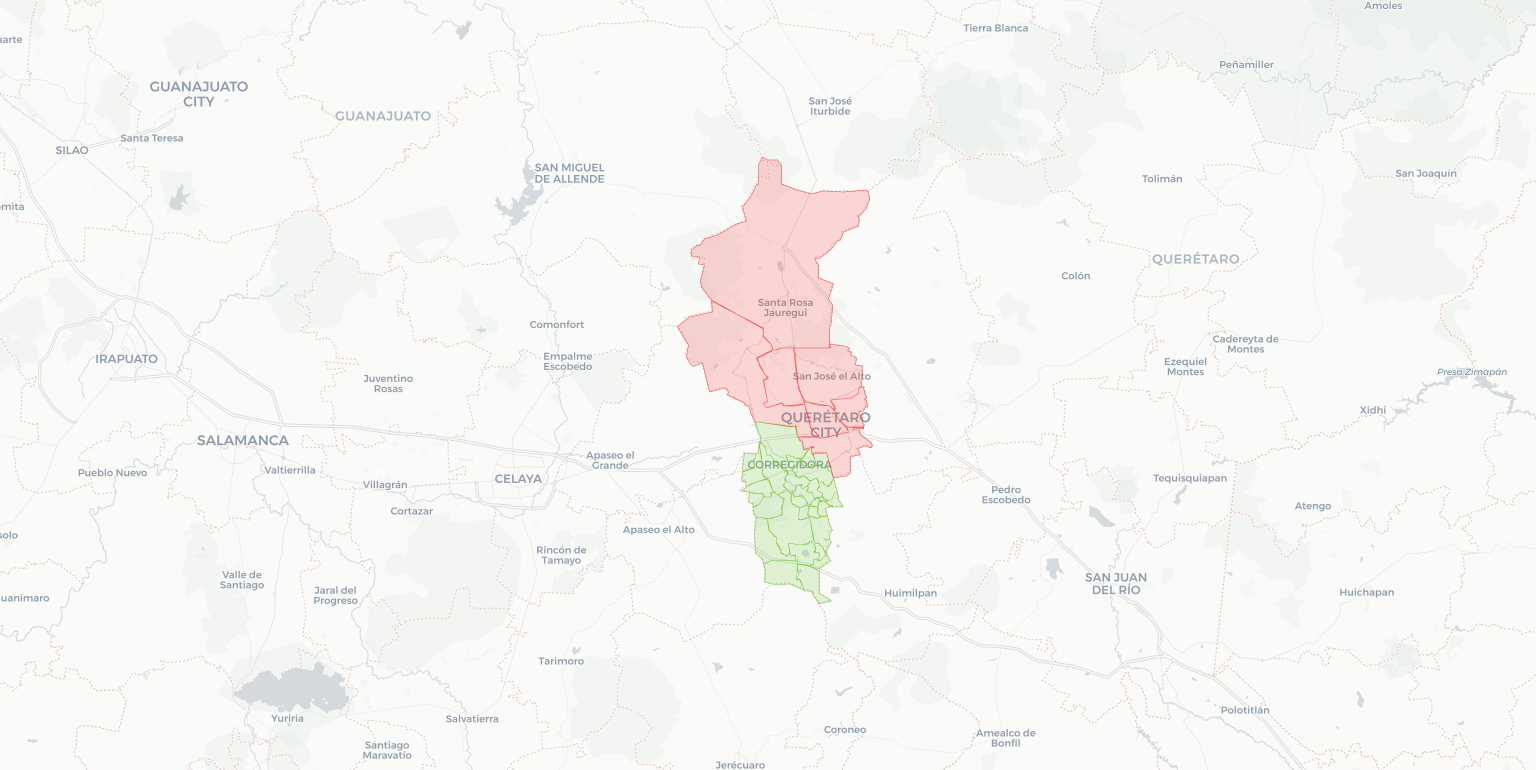 Amoles
Tierra Blanca
uarte
Peñamiller
GUANAJUATO
CITY
San José
Iturbide
GUANAJUATO
Santa Teresa
SILAO
SAN MIGUEL
DE ALLENDE
San Joaquín
Tolimán
omita
QUERÉTARO
Colón
Santa Rosa
Jauregui
Comonfort
Cadereyta de
Montes
IRAPUATO
Empalme
Escobedo
Ezequiel
Montes
Presa Zimapán
Juventino
Rosas
San José el Alto
Xidhi
QUERÉTARO
CITY
SALAMANCA
Apaseo el
Grande
CORREGIDORA
Pueblo Nuevo
Valtierrilla
CELAYA
Tequisquiapan
Villagrán
Pedro
Escobedo
Atengo
Cortazar
Apaseo el Alto
solo
Rincón de
Tamayo
Valle de
Santiago
SAN JUAN
DEL RÍO
Jaral del
Progreso
Huimilpan
Huichapan
uanímaro
Tarimoro
Polotitlán
Yuriria
Salvatierra
Coroneo
Amealco de
Bonfil
Santiago
Maravatío
Jerécuaro